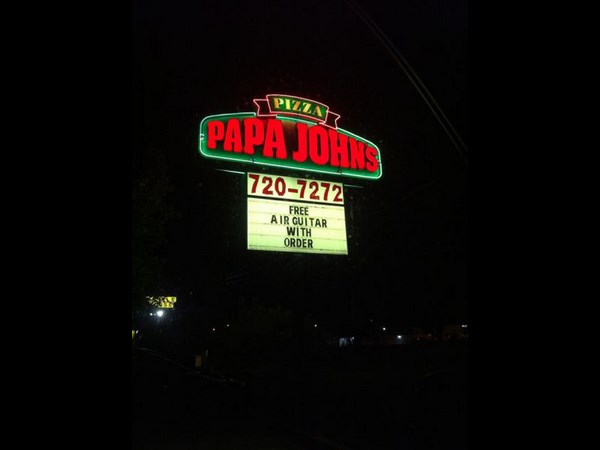 PIZZA
PAPA JOHNS
720-7272
FREE
AIR GUITAR
WITH
ORDER